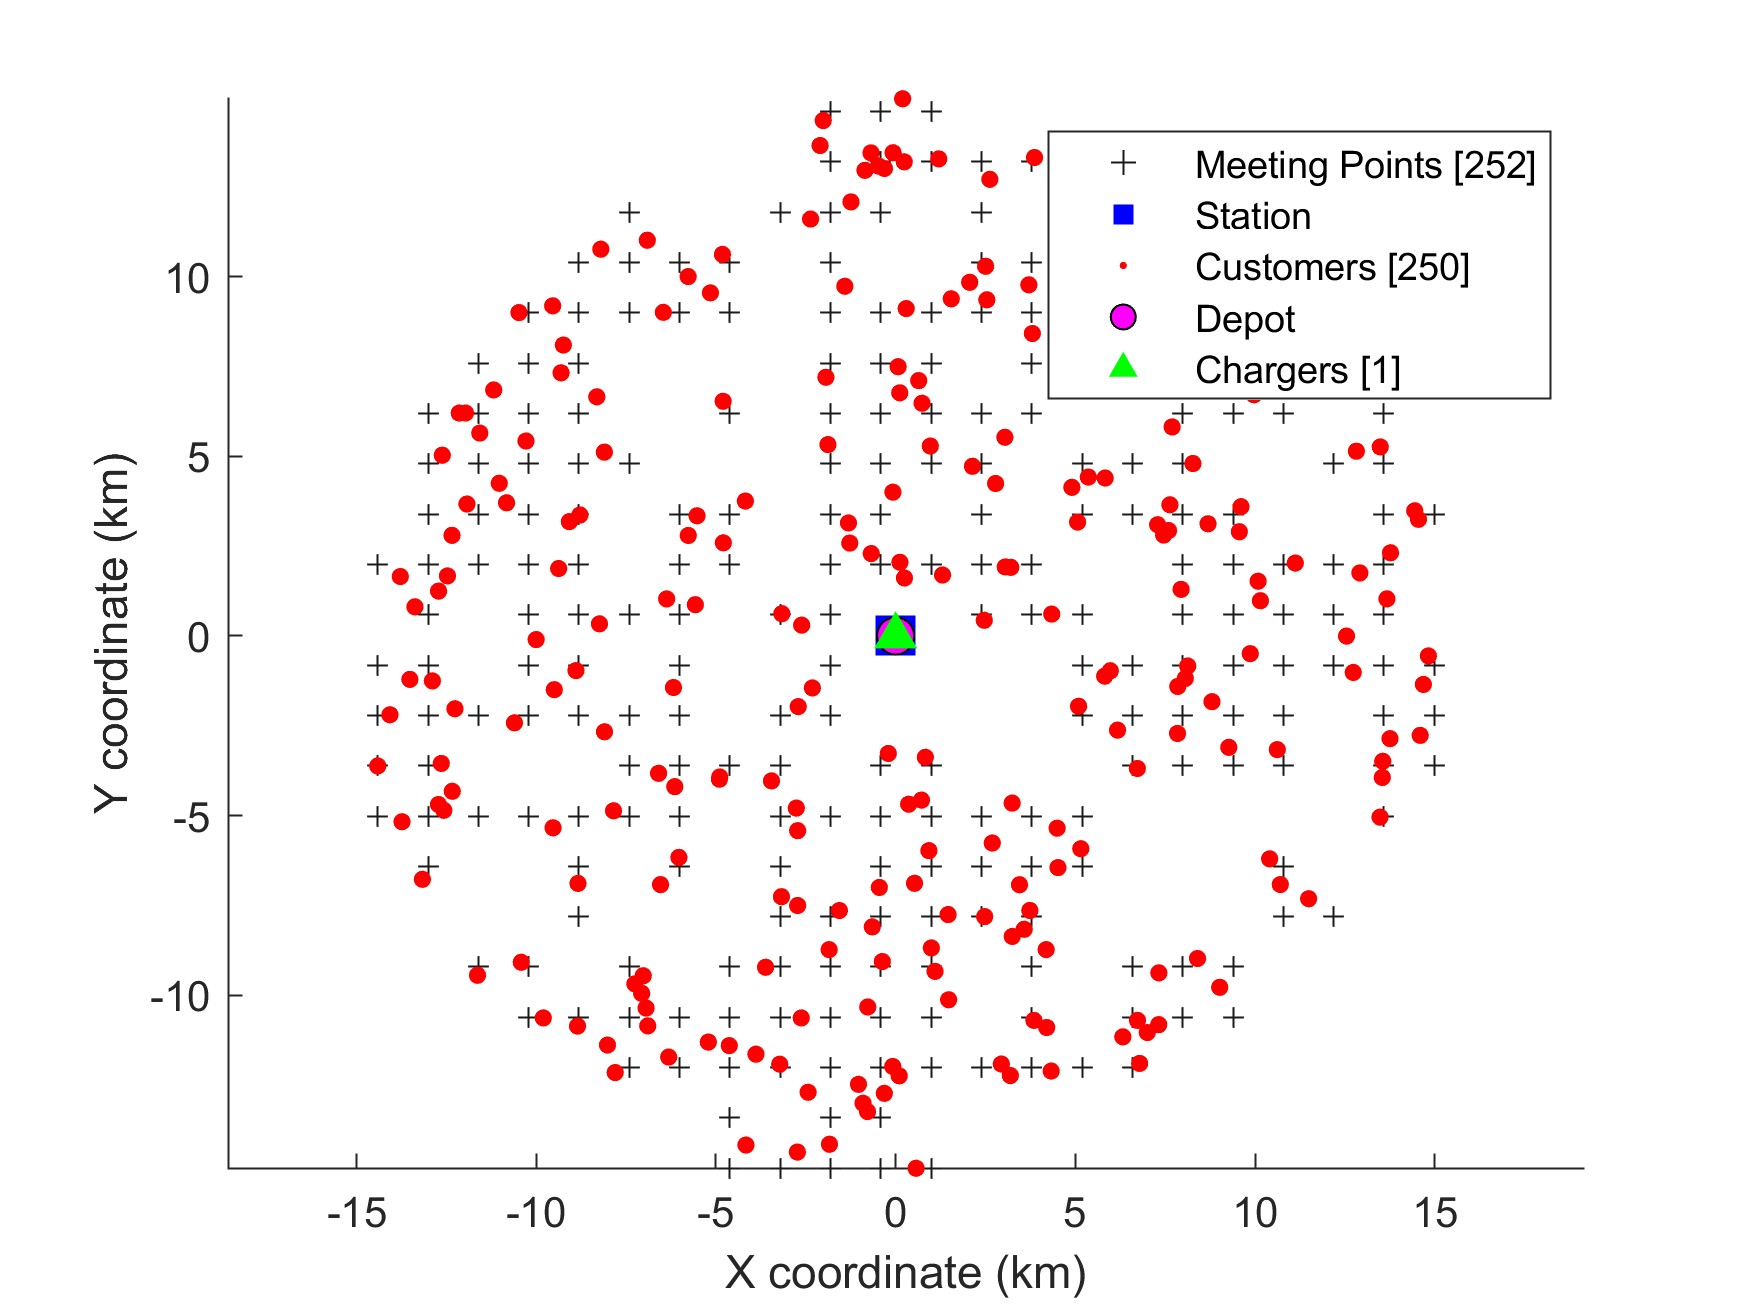 Meeting Points [252]
Station
Customers [250]
Depot
Chargers [1]
10
5
0
-5
-10
Y coordinate (km)
-15 -10 -5 0 5 10 15
X coordinate (km)